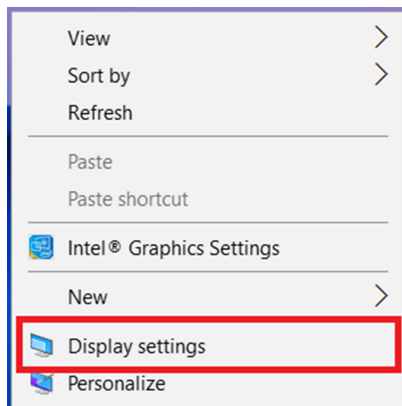 View
Sort by
Refresh
Paste
Paste shortcut
Intel® Graphics Settings
New
Display settings
Personalize